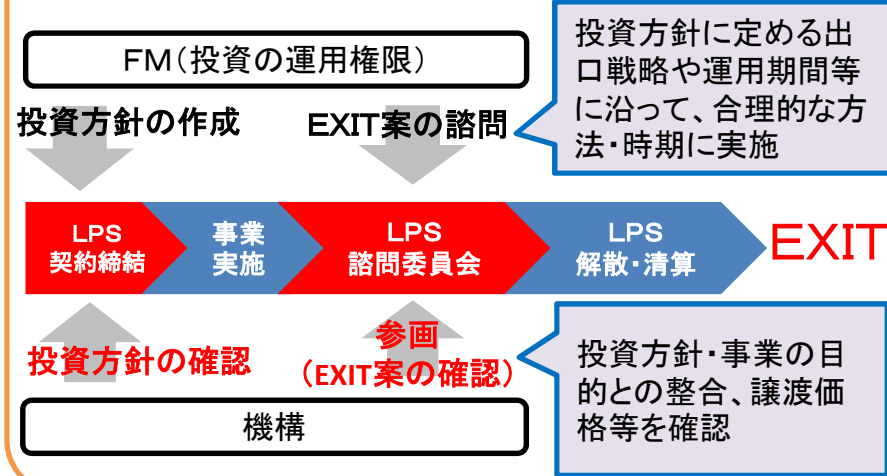 FM(投資の運用権限)
投資方針に定める出
口戦略や運用期間等
に沿って、合理的な方
法・時期に実施
投資方針の作成
EXIT案の諮問
LPS
契約締結
事業
実施
LPS
諮問委員会
LPS
解散・清算
EXIT
投資方針の確認
参画
(EXIT案の確認)
投資方針・事業の目
的との整合、譲渡価
格等を確認
機構